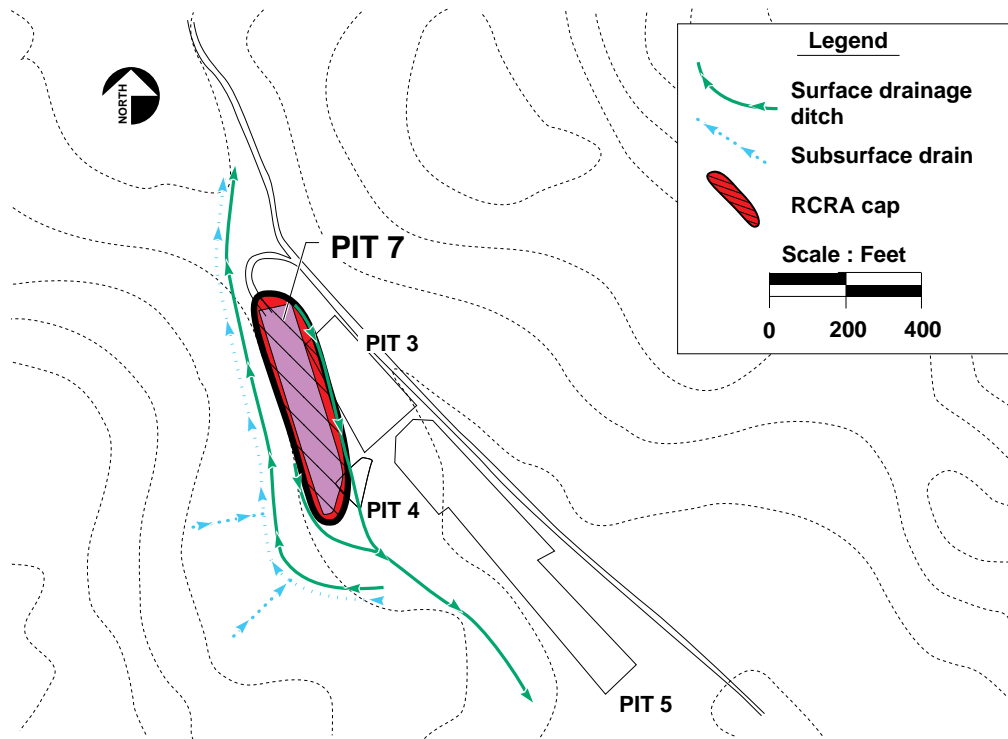 Legend
Surface drainage
ditch
Subsurface drain
RCRA cap
Scale : Feet
0 200 400
NORTH
PIT 7
PIT 3
PIT 4
PIT 5